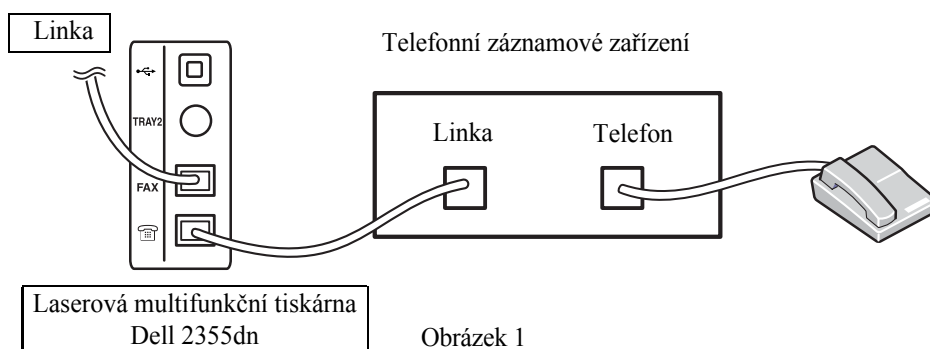 Linka
Telefonní záznamové zařízení
TRAY2
Linka Telefon
FAX
Laserová multifunkční tiskárna
Dell 2355dn
Obrázek 1